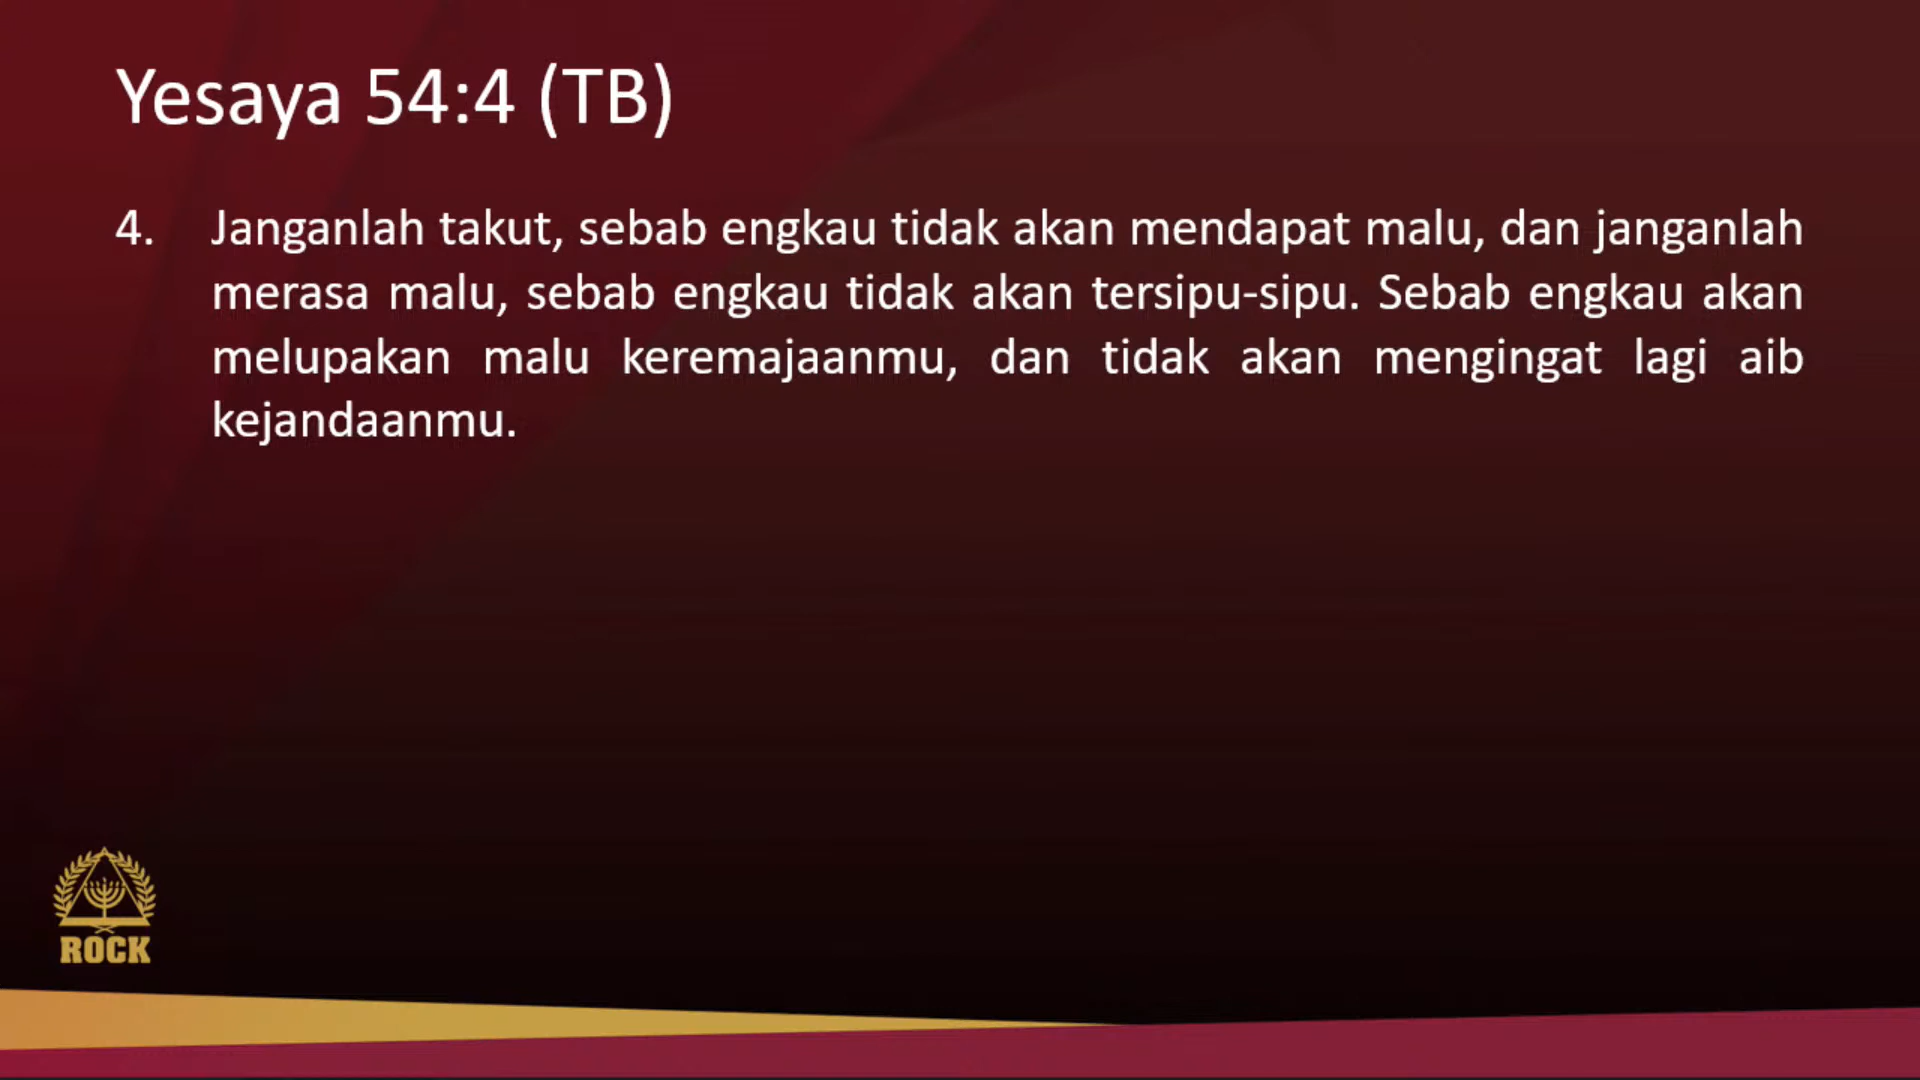 Yesaya 54:4 (TB)
4. Janganlah takut, sebab engkau tidak akan mendapat malu, dan janganlah
merasa malu, sebab engkau tidak akan tersipu-sipu. Sebab engkau akan
melupakan malu keremajaanmu, dan tidak akan mengingat lagi aib
kejandaanmu.
ROCK